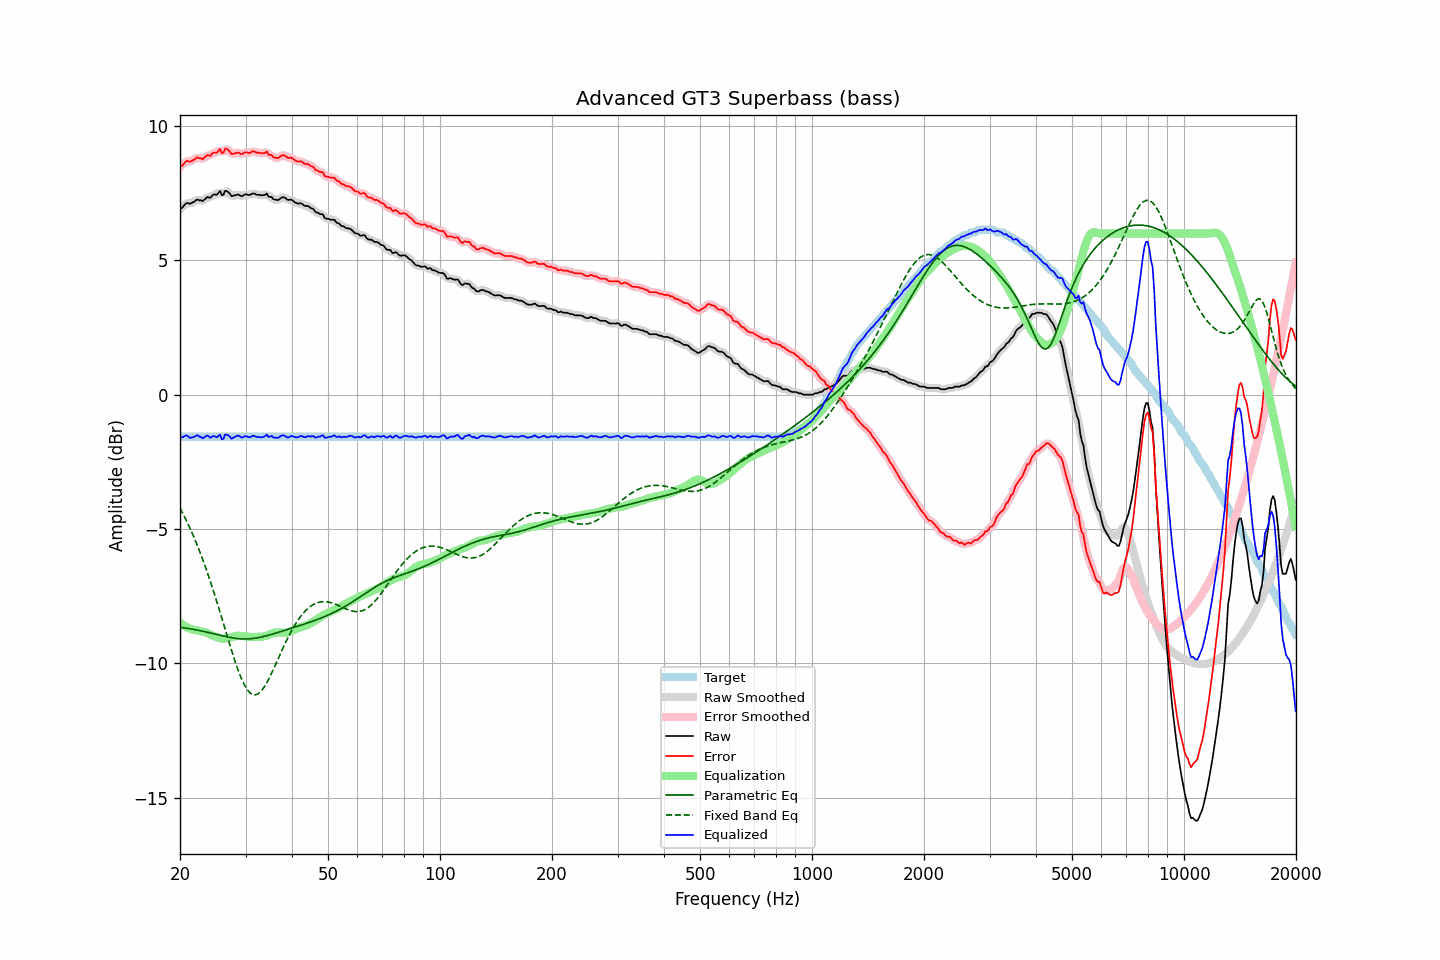 Advanced GT3 Superbass (bass)
10
5
0
−5
−10
−15
Amplitude (dBr)
20
50
100
200
500
1000
2000
5000
10000
20000
Frequency (Hz)
Target
Raw Smoothed
Error Smoothed
Raw
Error
Equalization
Parametric Eq
Fixed Band Eq
Equalized